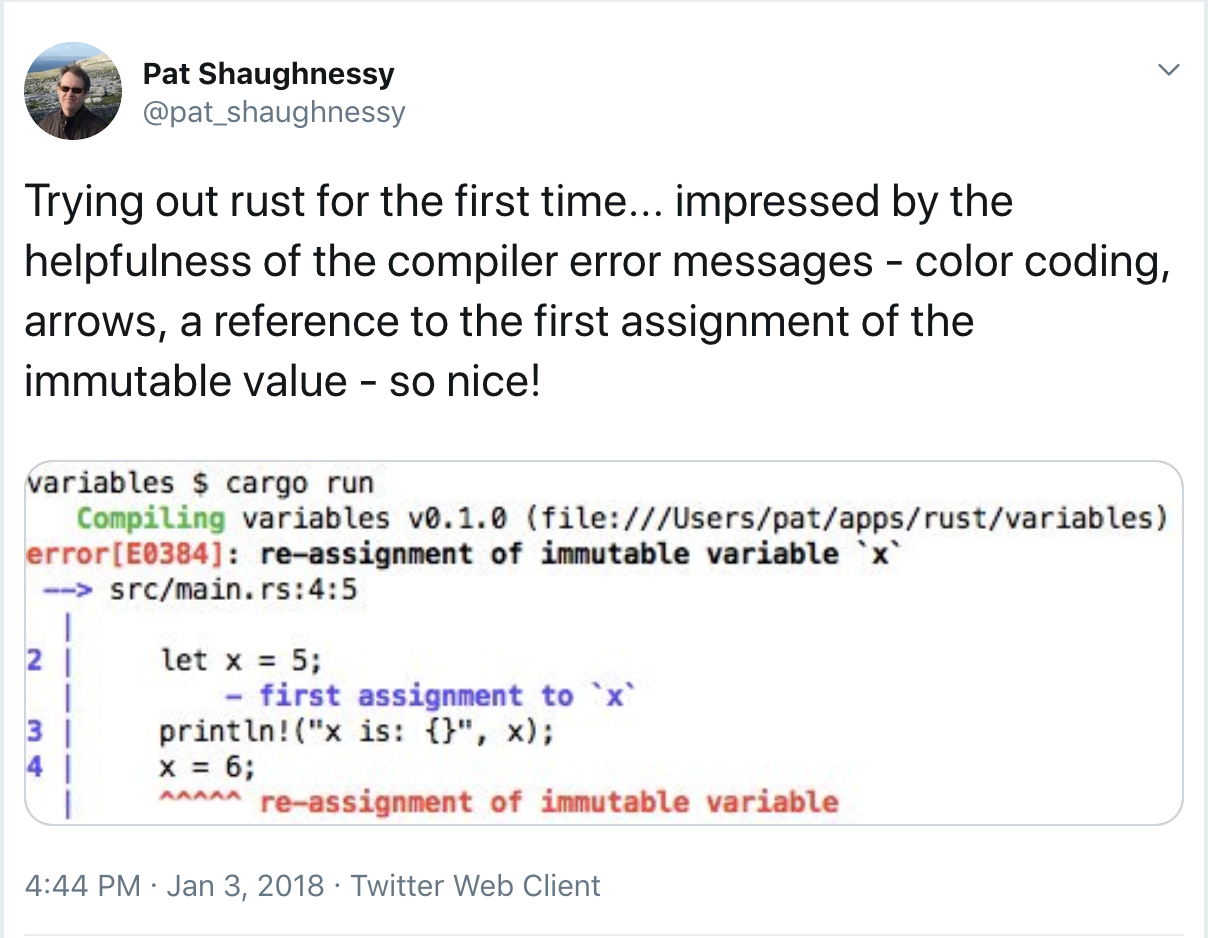 Pat Shaughnessy
@pat_shaughnessy
Trying out rust for the first time... impressed by the
helpfulness of the compiler error messages - color coding,
arrows, a reference to the first assignment of the
immutable value - so nice!
variables $ cargo run
   Compiling variables v0.1.0 (file:///Users/pat/apps/rust/variables)
error[E0384]: re-assignment of immutable variable `x`
 --> src/main.rs:4:5
  |
2 |     let x = 5;
  |         - first assignment to `x`
3 |     println!("x is: {}", x);
4 |     x = 6;
  |     ^^^^^ re-assignment of immutable variable
4:44 PM · Jan 3, 2018 · Twitter Web Client